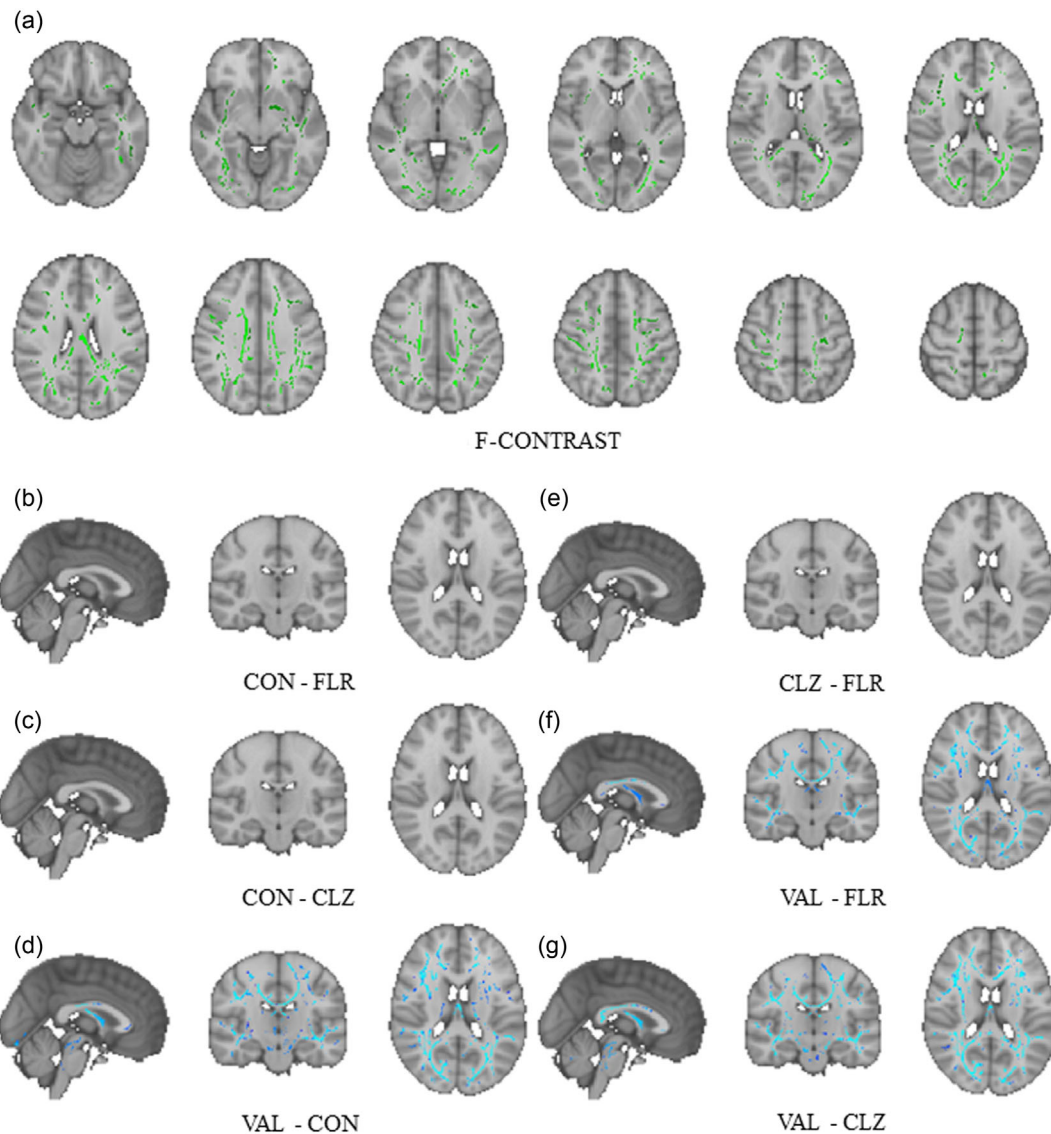 (a)
F-CONTRAST
(b)
(e)
CON - FLR
CLZ - FLR
(c)
(f)
CON - CLZ
VAL - FLR
(d)
(g)
VAL - CON
VAL - CLZ